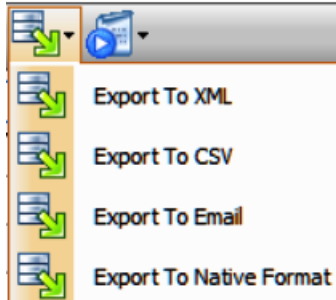 Export To XML
Export To CSV
Export To Email
Export To Native Format